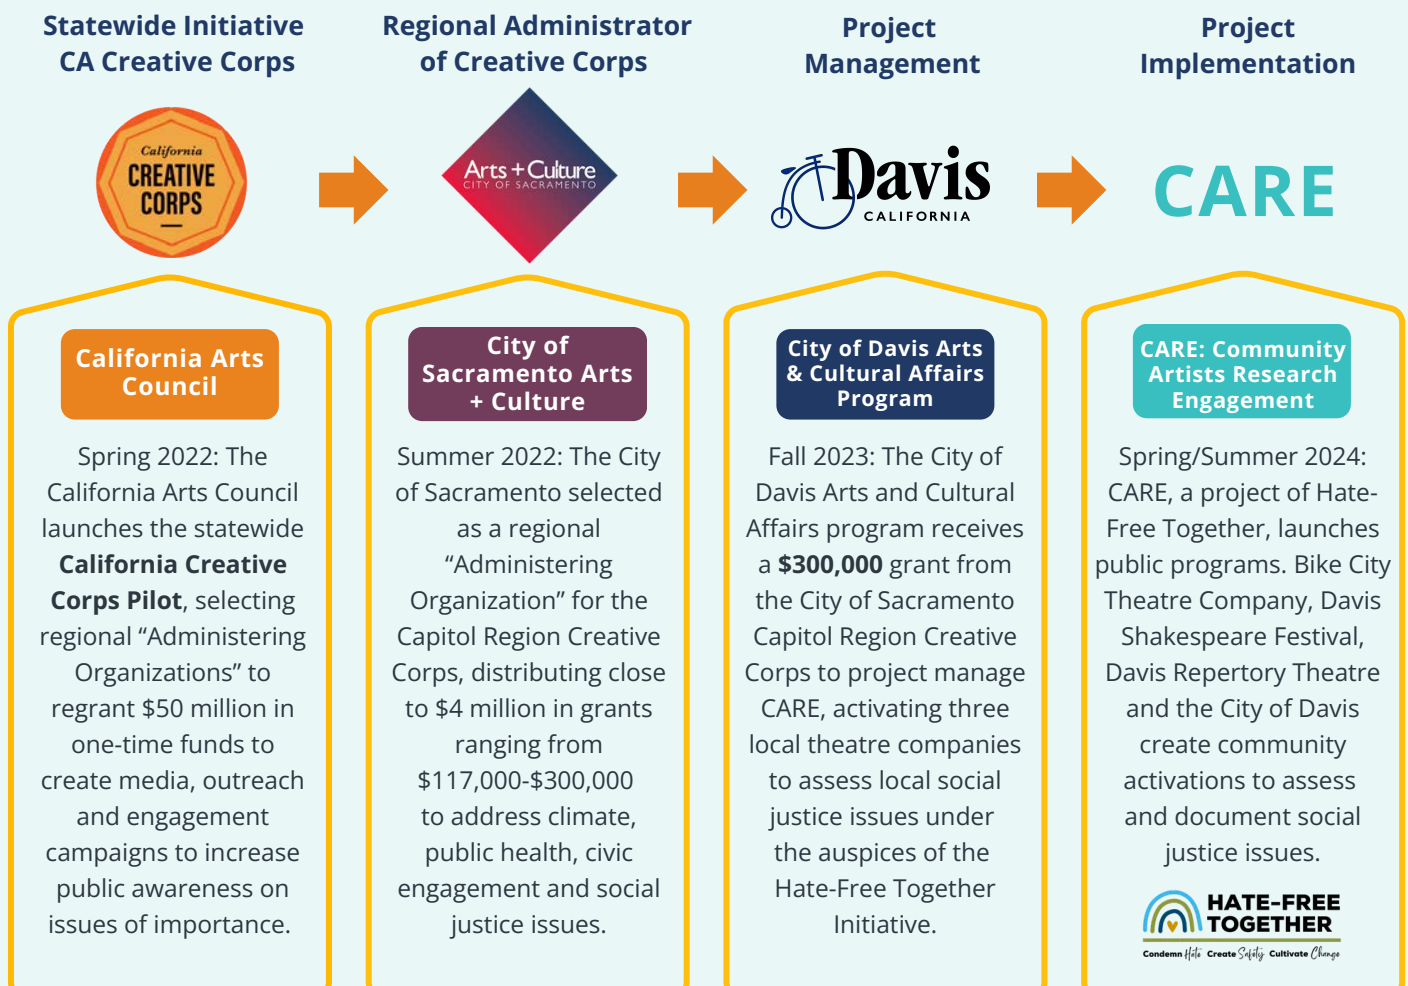 Statewide Initiative
CA Creative Corps
California
CREATIVE
CORPS
California Arts
Council
Spring 2022: The
California Arts Council
launches the statewide
California Creative
Corps Pilot, selecting
regional “Administering
Organizations” to
regrant $50 million in
one-time funds to
create media, outreach
and engagement
campaigns to increase
public awareness on
issues of importance.
Regional Administrator
of Creative Corps
Arts + Culture
CITY OF SACRAMENTO
City of
Sacramento Arts
+ Culture
Summer 2022: The City
of Sacramento selected
as a regional
“Administering
Organization” for the
Capitol Region Creative
Corps, distributing close
to $4 million in grants
ranging from
$117,000-$300,000
to address climate,
public health, civic
engagement and social
justice issues.
Project
Management
Davis
CALIFORNIA
City of Davis Arts
& Cultural Affairs
Program
Fall 2023: The City of
Davis Arts and Cultural
Affairs program receives
a $300,000 grant from
the City of Sacramento
Capitol Region Creative
Corps to project manage
CARE, activating three
local theatre companies
to assess local social
justice issues under
the auspices of the
Hate-Free Together
Initiative.
Project
Implementation
CARE
CARE: Community
Artists Research
Engagement
Spring/Summer 2024:
CARE, a project of Hate-
Free Together, launches
public programs. Bike City
Theatre Company, Davis
Shakespeare Festival,
Davis Repertory Theatre
and the City of Davis
create community
activations to assess
and document social
justice issues.
HATE-FREE
TOGETHER
Condemn Hate Create Safety Cultivate Change